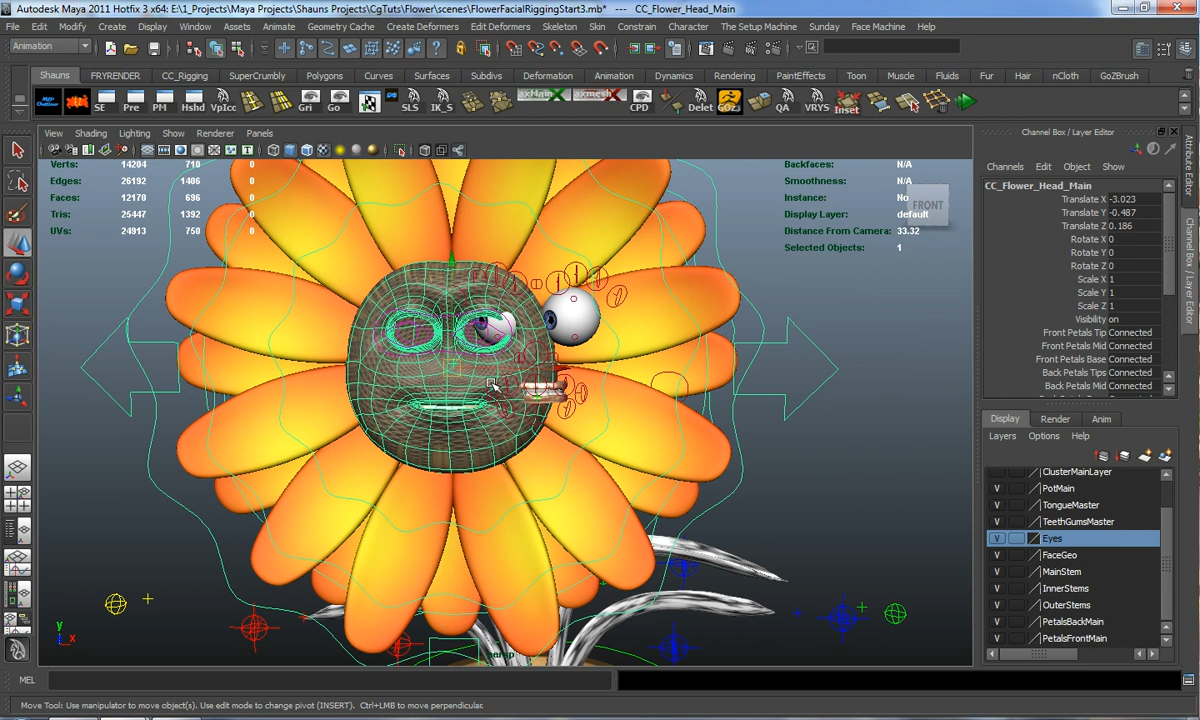 Autodesk Maya 2011 Hotfix 3 x64: E:\1_Projects\Maya Projects\Shauns Projects\CgTuts\Flower\scenes\FlowerFacialRiggingStart3.mb* --- CC_Flower_Head_Main
File Edit Modify Create Display Window Assets Animate Geometry Cache Create Deformers Edit Deformers Skeleton Skin Constrain Character The Setup Machine Sunday Face Machine Help
Animation
Shauns FRYRENDER CC_Rigging SuperCrumbly Polygons Curves Surfaces Subdivs Deformation Animation Dynamics Rendering PaintEffects Toon Muscle Fluids Fur Hair nCloth GoZBrush
SE Pre PM Hshd VpIcc Gri Go SLS IK_S axMain axmesh CPD Delet GOZs QA VRYS Inset
View Shading Lighting Show Renderer Panels
Verts: 14204 710 0
Edges: 26192 1406 0
Faces: 12170 696 0
Tris: 25447 1392 0
UVs: 24913 750 0
Backfaces: N/A
Smoothness: N/A
Instance: No
Display Layer: default
Distance From Camera: 33.32
Selected Objects: 1
FRONT
persp
y
x
Channel Box / Layer Editor
Channels Edit Object Show
CC_Flower_Head_Main
Translate X -3.023
Translate Y -0.487
Translate Z 0.186
Rotate X 0
Rotate Y 0
Rotate Z 0
Scale X 1
Scale Y 1
Scale Z 1
Visibility on
Front Petals Tip Connected
Front Petals Mid Connected
Front Petals Base Connected
Back Petals Tips Connected
Back Petals Mid Connected
Display Render Anim
Layers Options Help
ClusterMainLayer
V PotMain
V TongueMaster
V TeethGumsMaster
V Eyes
V FaceGeo
V MainStem
V InnerStems
V OuterStems
V PetalsBackMain
V PetalsFrontMain
Attribute Editor
Channel Box / Layer Editor
MEL
Move Tool: Use manipulator to move object(s). Use edit mode to change pivot (INSERT). Ctrl+LMB to move perpendicular.